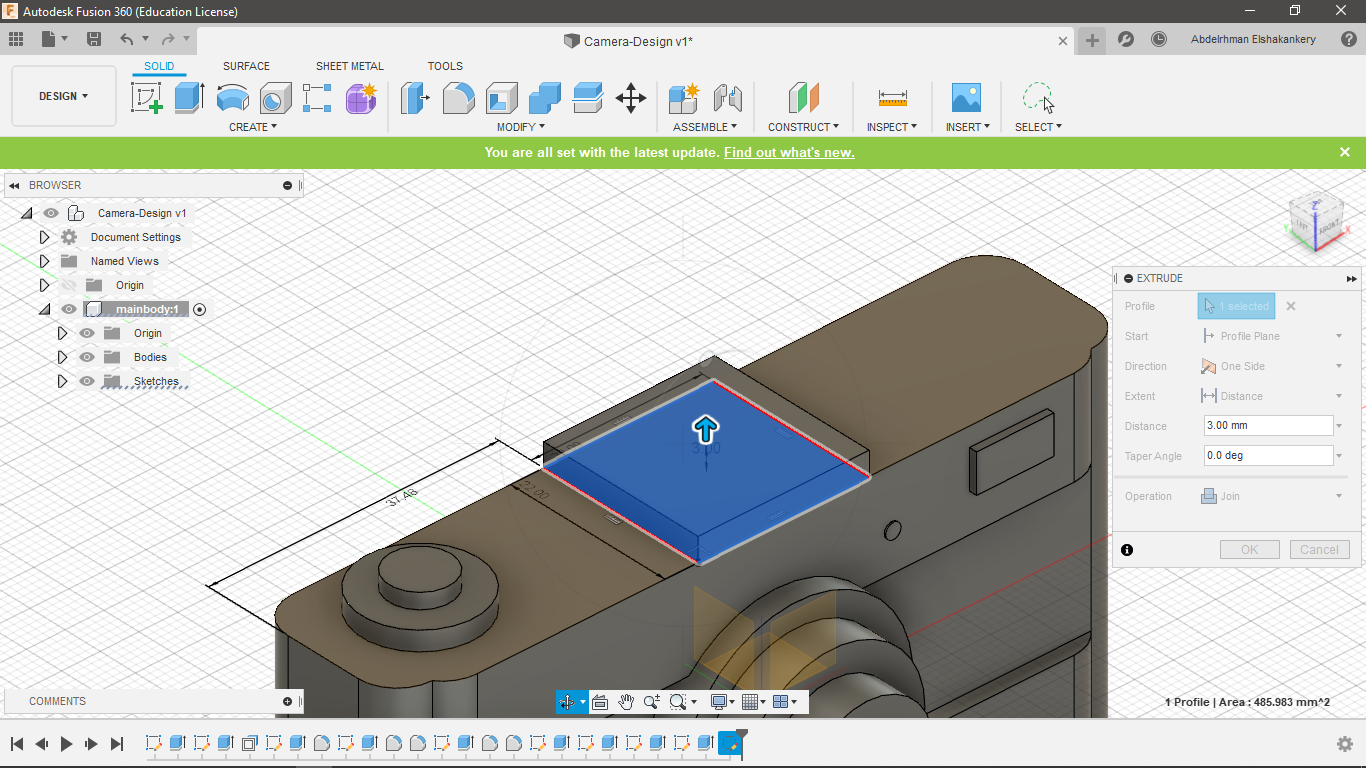 Autodesk Fusion 360 (Education License)
Camera-Design v1*
Abdelrhman Elshakankery
SOLID SURFACE SHEET METAL TOOLS
DESIGN
CREATE MODIFY ASSEMBLE CONSTRUCT INSPECT INSERT SELECT
You are all set with the latest update. Find out what's new.
BROWSER
Camera-Design v1
Document Settings
Named Views
Origin
mainbody:1
Origin
Bodies
Sketches
Z
LEFT FRONT
Y X
EXTRUDE
Profile 1 selected
Start Profile Plane
Direction One Side
Extent Distance
Distance 3.00 mm
Taper Angle 0.0 deg
Operation Join
OK Cancel
3.00
22.00
37.48
COMMENTS
1 Profile | Area : 485.983 mm^2